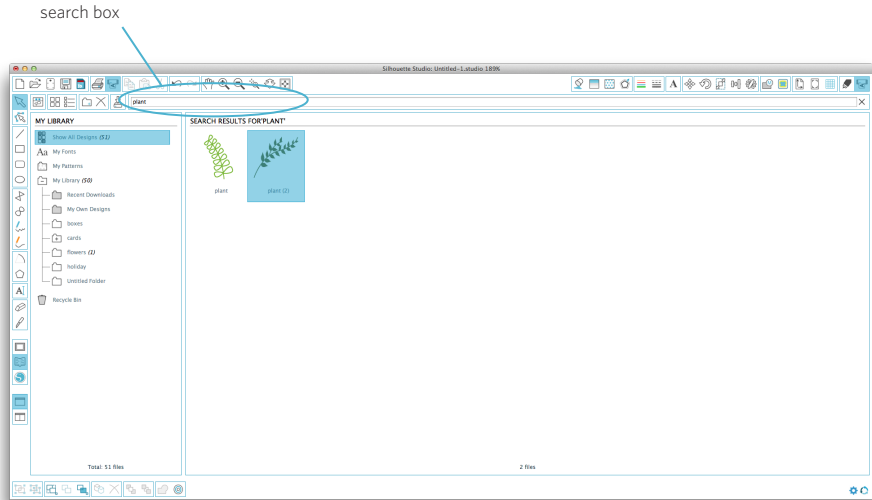 search box
Silhouette Studio: Untitled-1.studio 189%
A
plant
MY LIBRARY
SEARCH RESULTS FOR'PLANT'
Show All Designs (51)
Aa My Fonts
My Patterns
My Library (50)
Recent Downloads
My Own Designs
boxes
cards
flowers (1)
holiday
Untitled Folder
Recycle Bin
plant
plant (2)
A
Total: 51 files
2 files